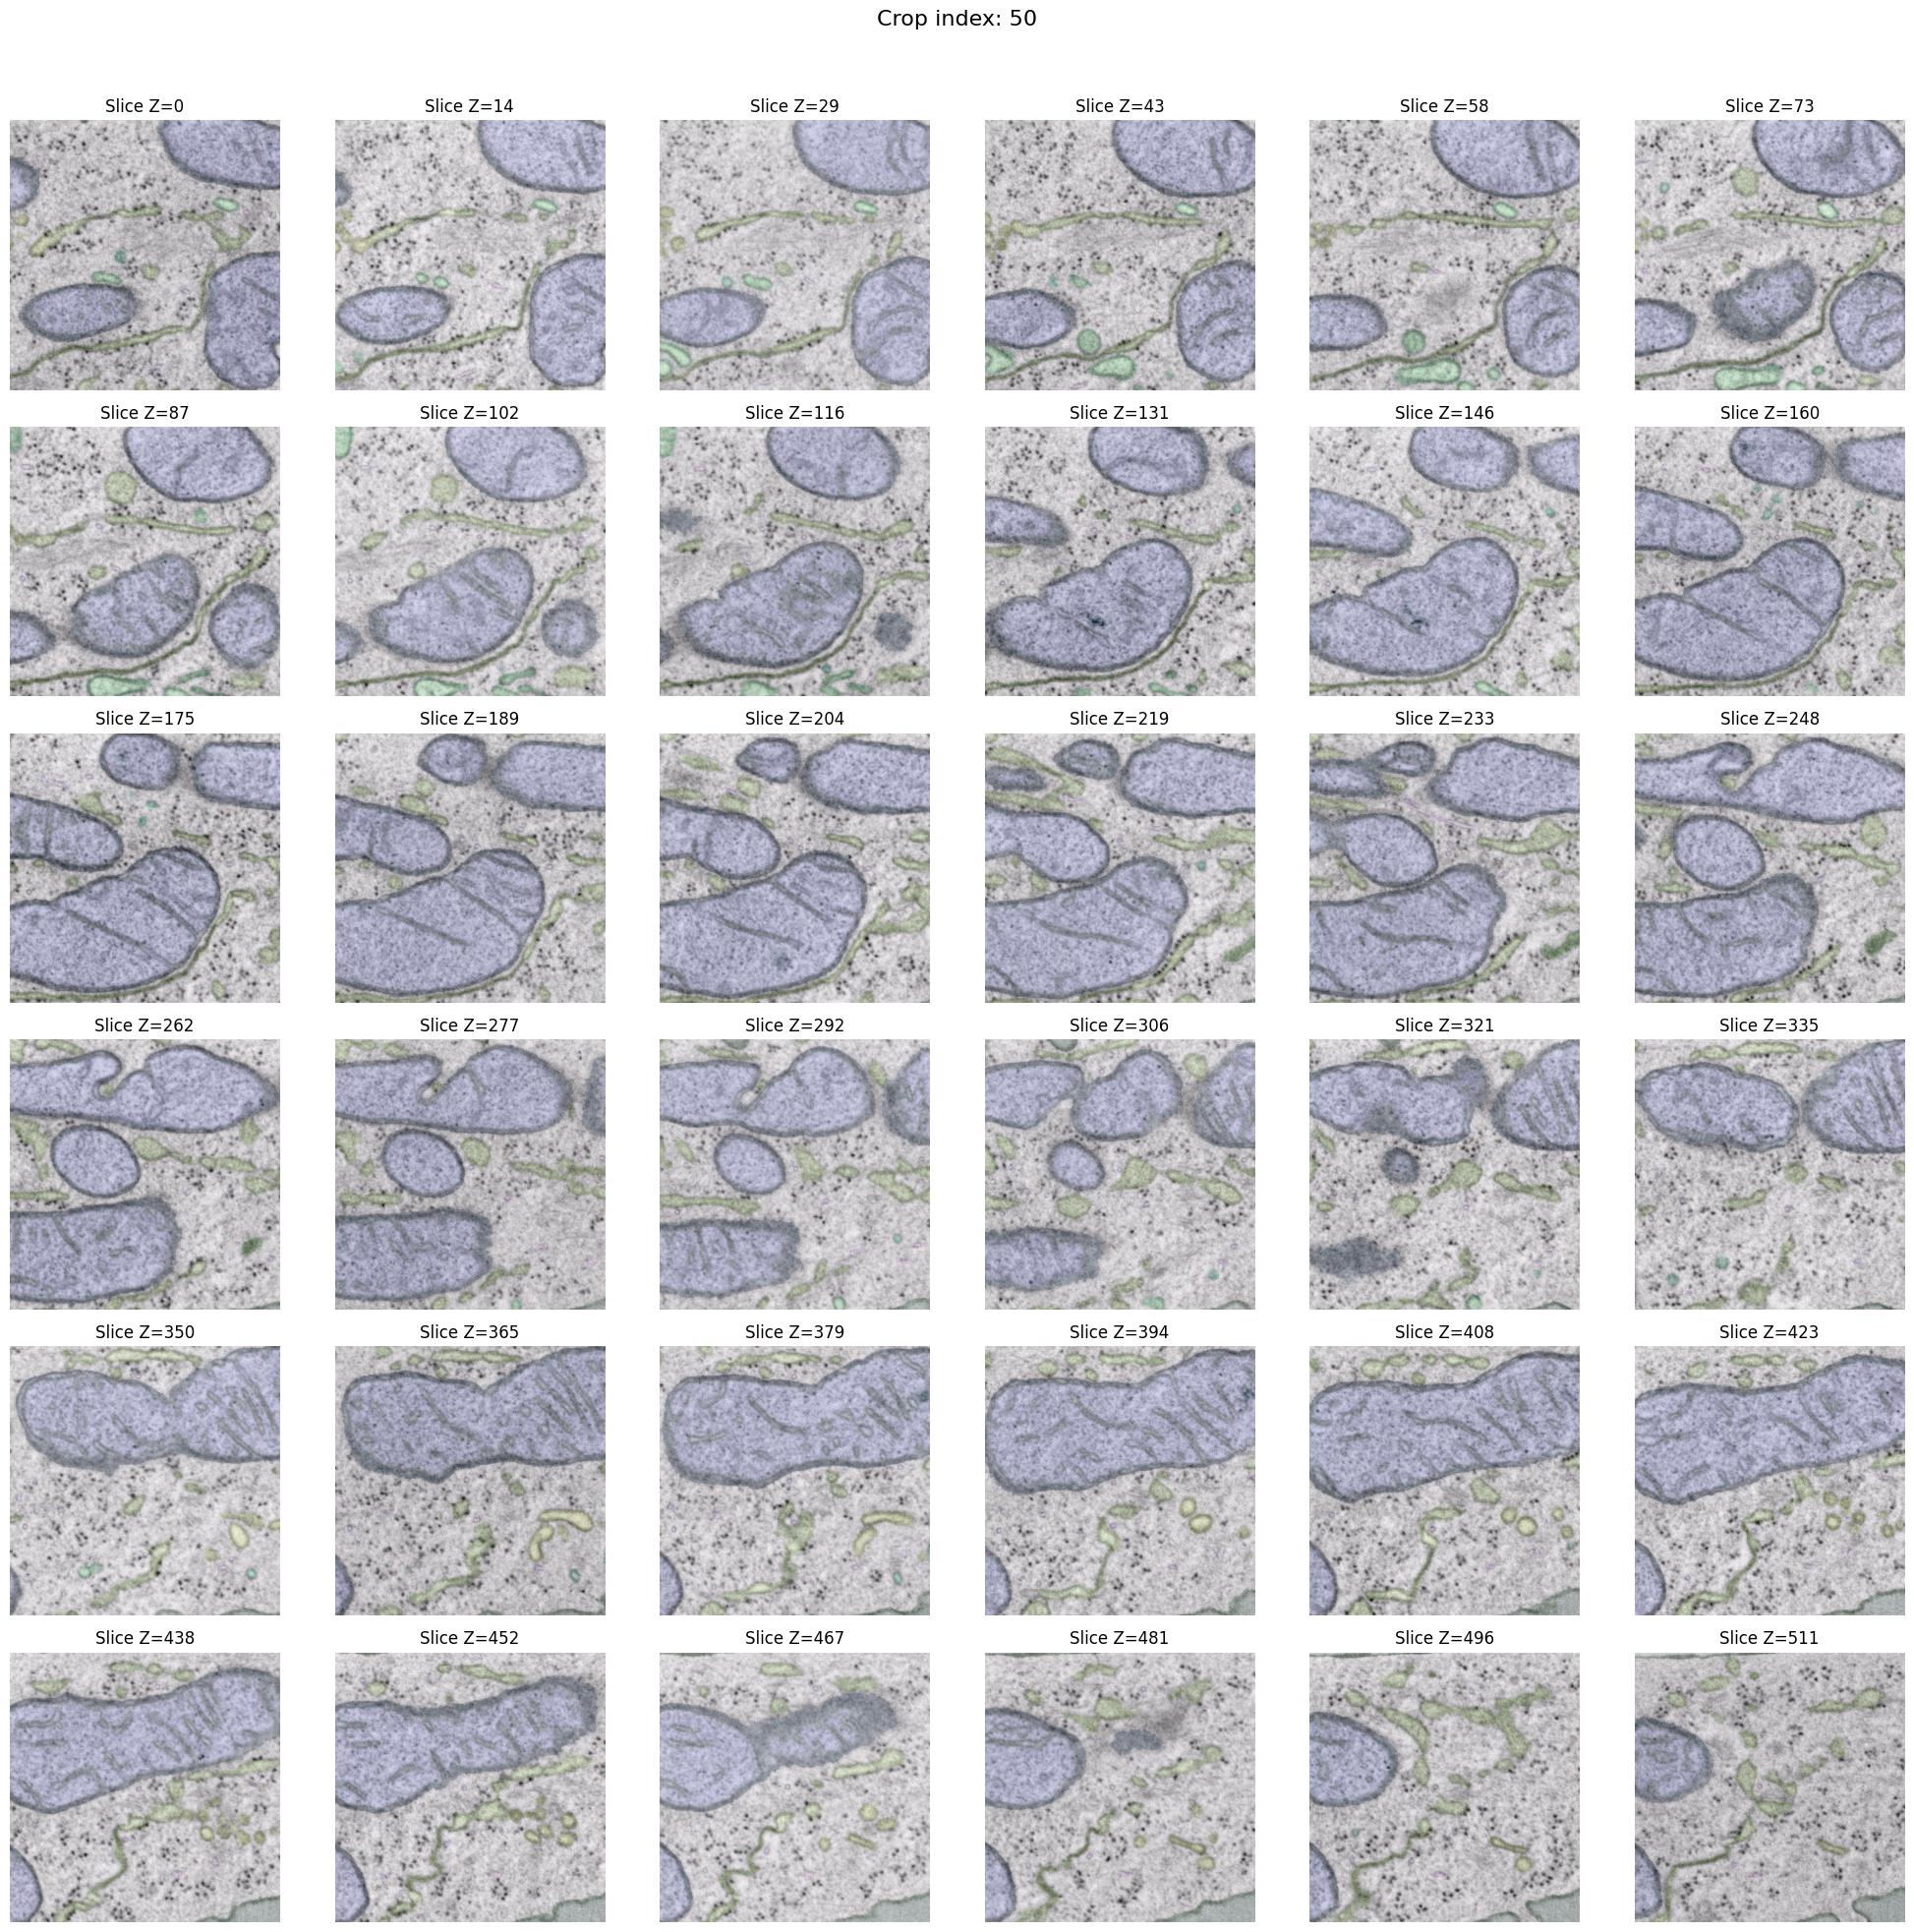 Crop index: 50
Slice Z=0
Slice Z=14
Slice Z=29
Slice Z=43
Slice Z=58
Slice Z=73
Slice Z=87
Slice Z=102
Slice Z=116
Slice Z=131
Slice Z=146
Slice Z=160
Slice Z=175
Slice Z=189
Slice Z=204
Slice Z=219
Slice Z=233
Slice Z=248
Slice Z=262
Slice Z=277
Slice Z=292
Slice Z=306
Slice Z=321
Slice Z=335
Slice Z=350
Slice Z=365
Slice Z=379
Slice Z=394
Slice Z=408
Slice Z=423
Slice Z=438
Slice Z=452
Slice Z=467
Slice Z=481
Slice Z=496
Slice Z=511